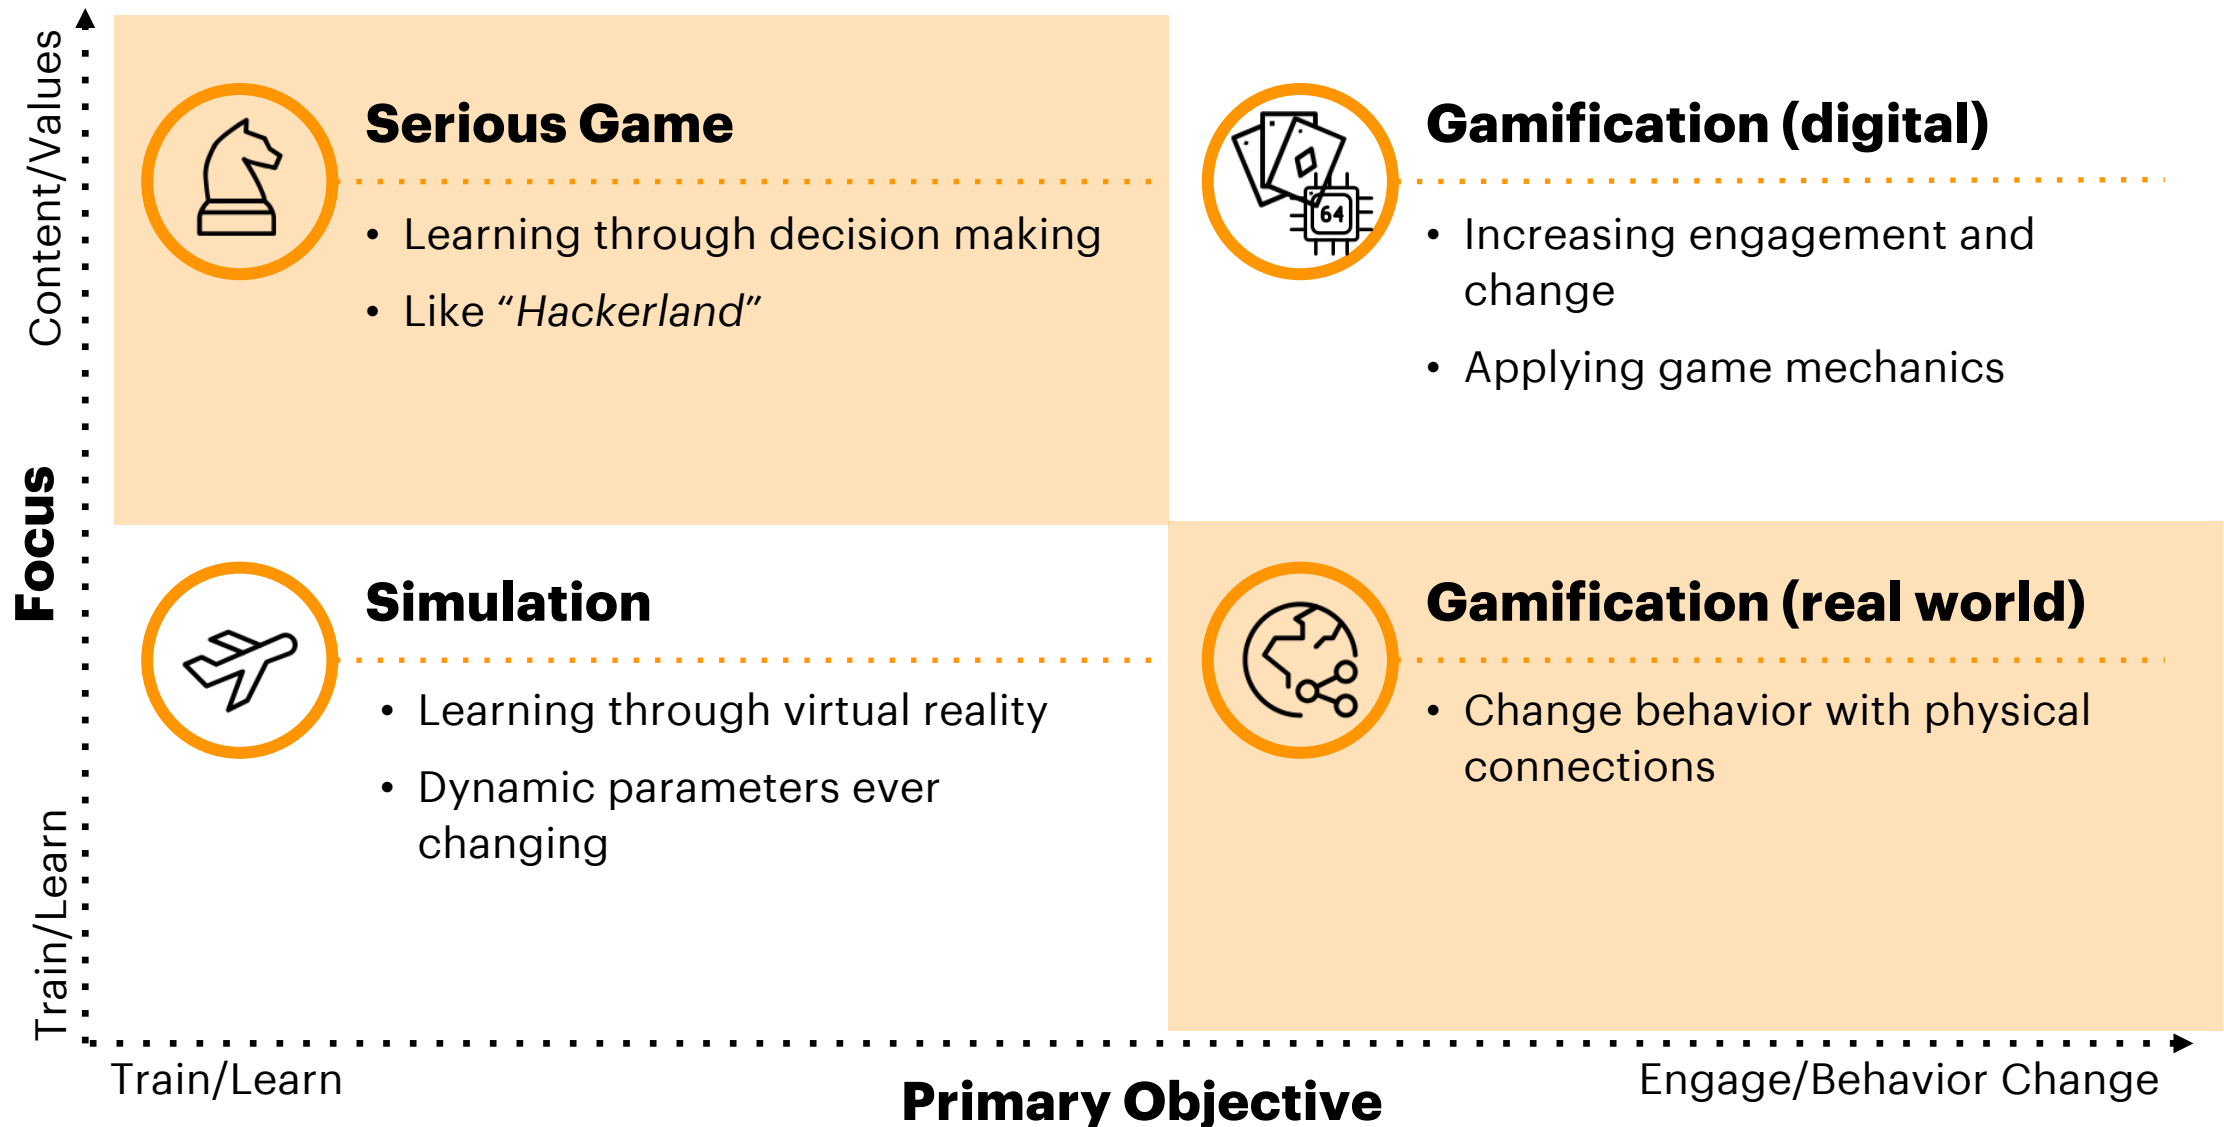 Content/Values
Focus
Train/Learn
Serious Game
• Learning through decision making
• Like “Hackerland”
Gamification (digital)
64
• Increasing engagement and
change
• Applying game mechanics
Simulation
• Learning through virtual reality
• Dynamic parameters ever
changing
Gamification (real world)
• Change behavior with physical
connections
Train/Learn
Primary Objective
Engage/Behavior Change